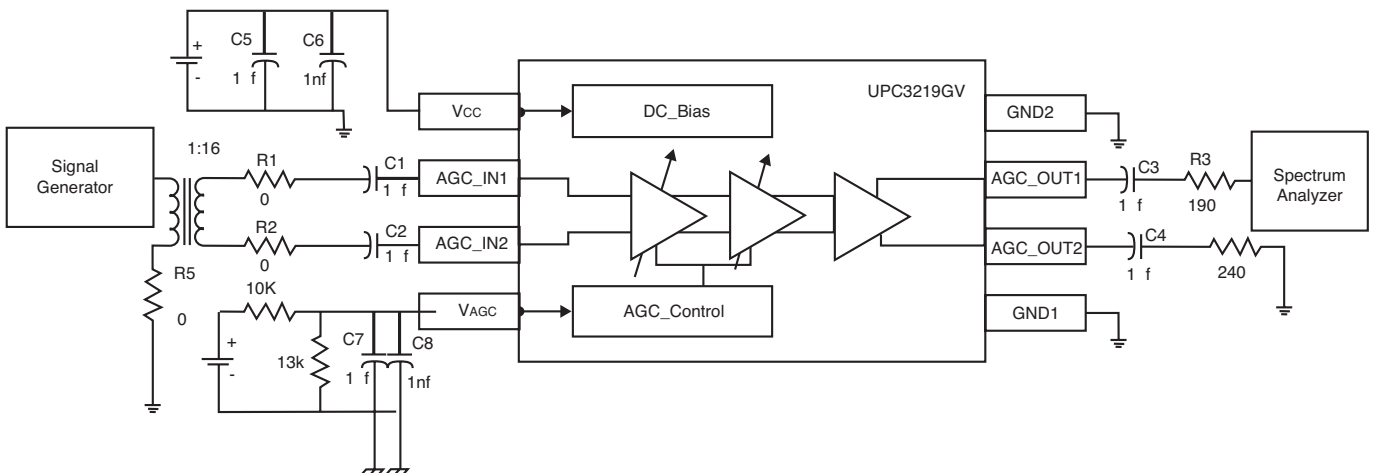 C5
C6
+
-
1 f
1nf
UPC3219GV
VCC
DC_Bias
GND2
Signal
Generator
1:16
R1
0
C1
1 f
AGC_IN1
AGC_OUT1
C3
1 f
R3
190
Spectrum
Analyzer
R2
0
C2
1 f
AGC_IN2
AGC_OUT2
C4
1 f
240
R5
0
10K
VAGC
AGC_Control
GND1
+
-
13k
C7
1 f
C8
1nf